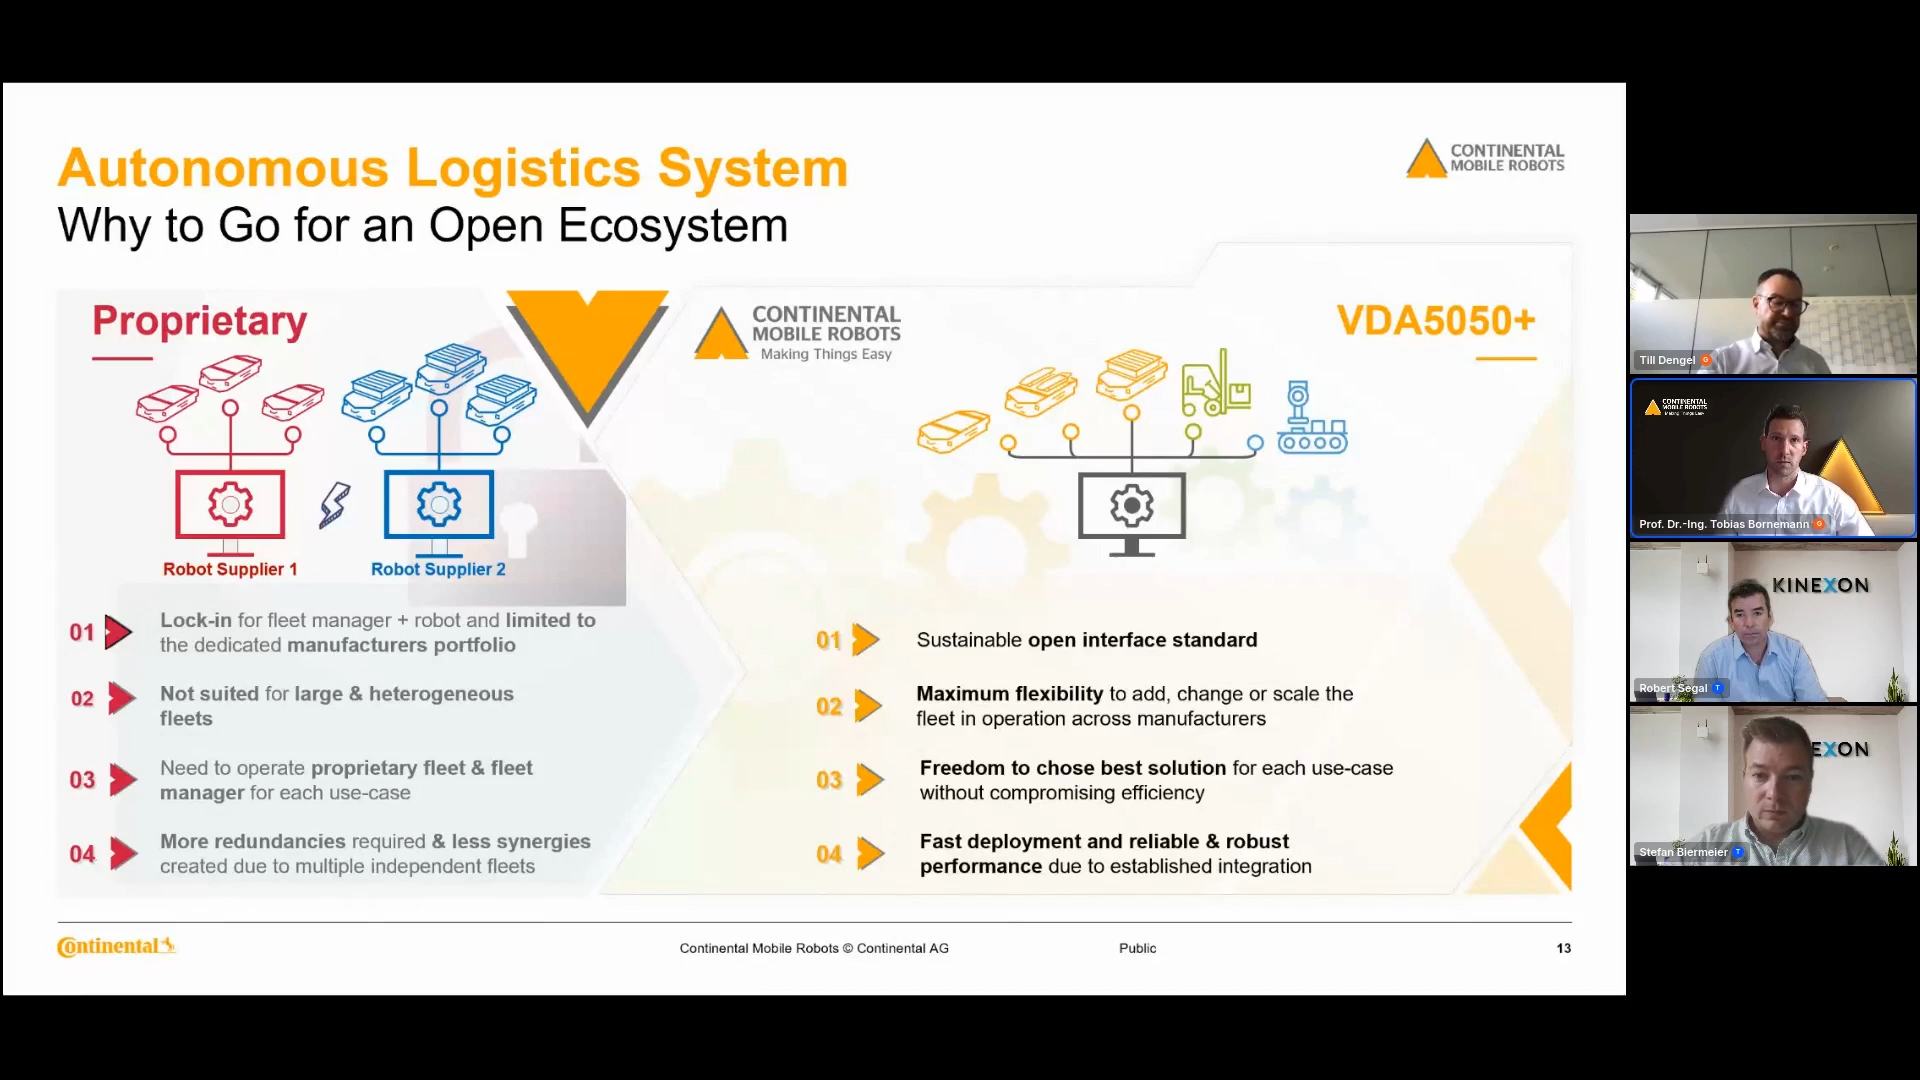 Autonomous Logistics System
Why to Go for an Open Ecosystem
CONTINENTAL
MOBILE ROBOTS
Proprietary
Robot Supplier 1
Robot Supplier 2
01
Lock-in for fleet manager + robot and limited to
the dedicated manufacturers portfolio
02
Not suited for large & heterogeneous
fleets
03
Need to operate proprietary fleet & fleet
manager for each use-case
04
More redundancies required & less synergies
created due to multiple independent fleets
CONTINENTAL
MOBILE ROBOTS
Making Things Easy
VDA5050+
01
Sustainable open interface standard
02
Maximum flexibility to add, change or scale the
fleet in operation across manufacturers
03
Freedom to chose best solution for each use-case
without compromising efficiency
04
Fast deployment and reliable & robust
performance due to established integration
Continental
Continental Mobile Robots © Continental AG
Public
13
Till Dengel G
CONTINENTAL
MOBILE ROBOTS
Making Things Easy
Prof. Dr.-Ing. Tobias Bornemann G
KINEXON
Robert Segal T
EXON
Stefan Biermeier T